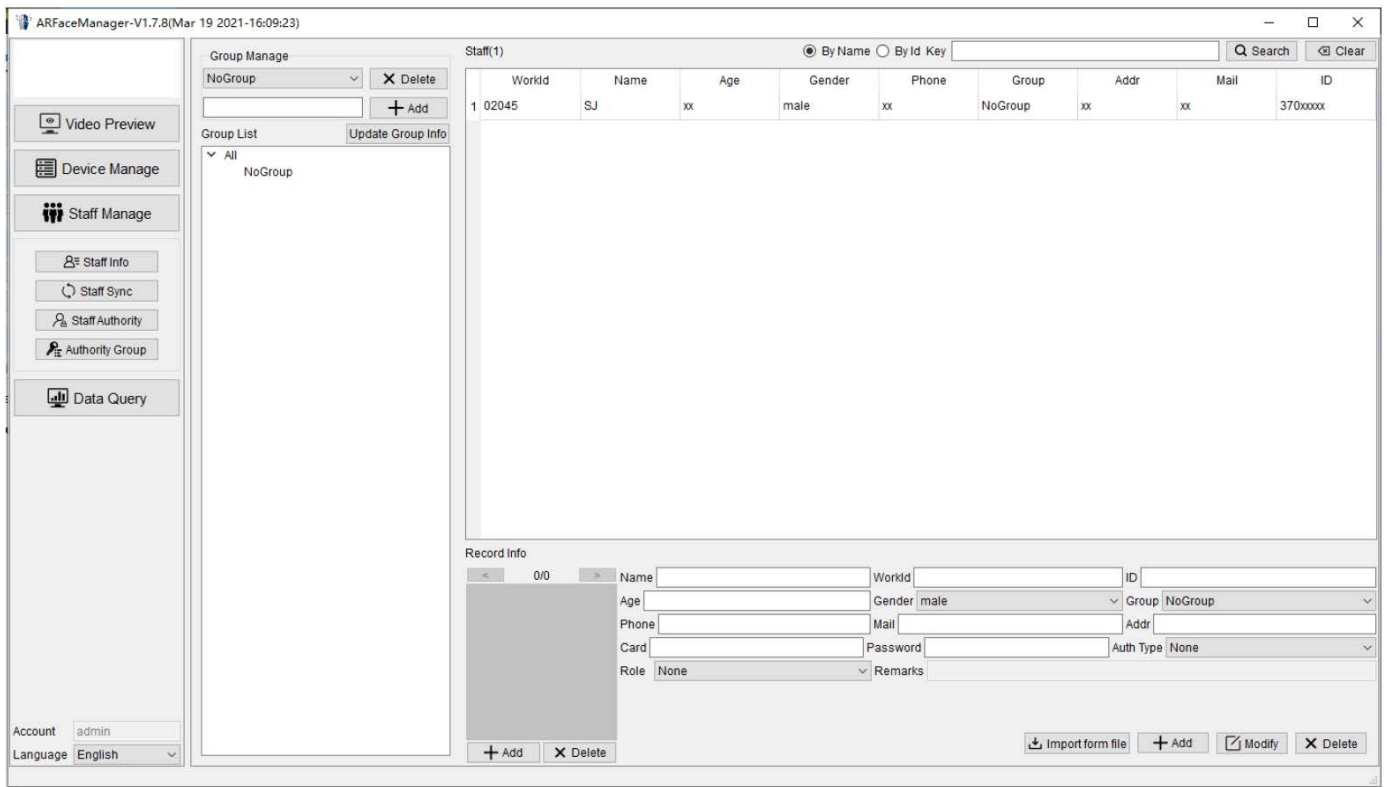 ARFaceManager-V1.7.8(Mar 19 2021-16:09:23)
Video Preview
Device Manage
Staff Manage
Staff Info
Staff Sync
Staff Authority
Authority Group
Data Query
Account admin
Language English
Group Manage
NoGroup Delete
Add
Group List Update Group Info
All
NoGroup
Staff(1) By Name By Id Key Search Clear
WorkId Name Age Gender Phone Group Addr Mail ID
1 02045 SJ xx male xx NoGroup xx xx 370xxxxx
Record Info
< 0/0 >
Name WorkId ID
Age Gender male Group NoGroup
Phone Mail Addr
Card Password Auth Type None
Role None Remarks
Add Delete
Import form file Add Modify Delete